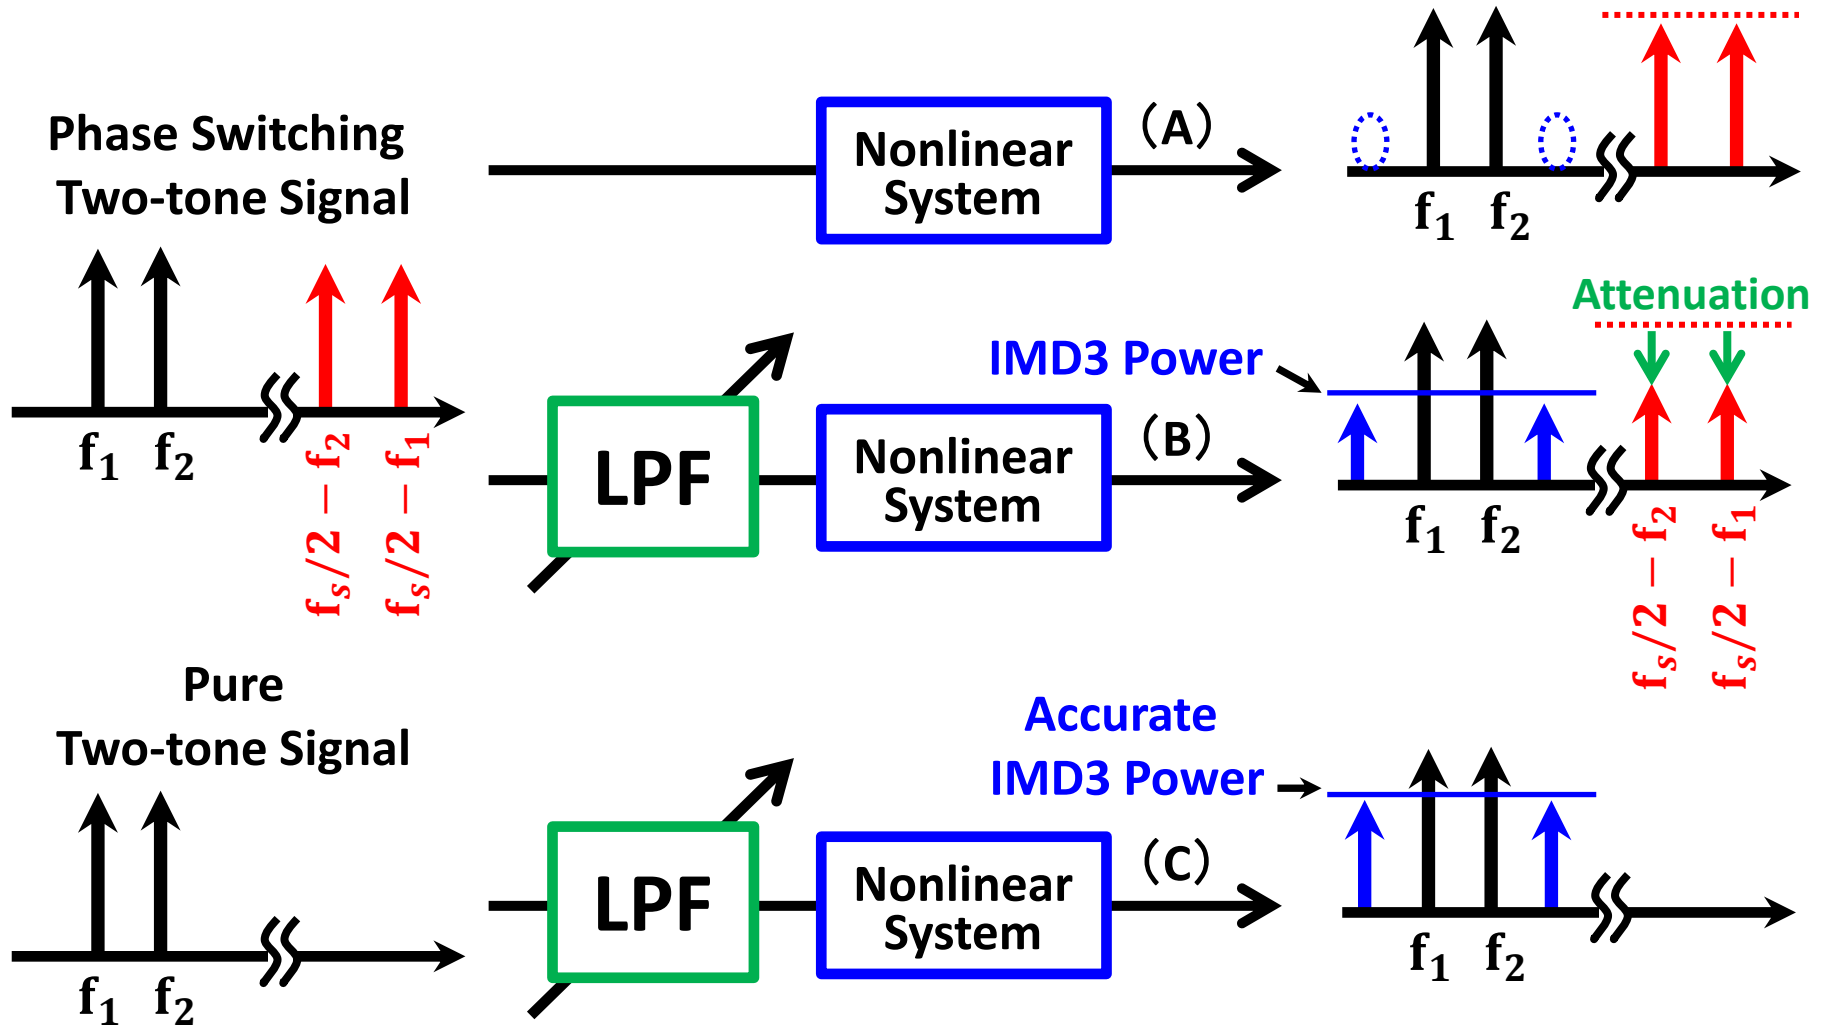 Phase Switching
Two-tone Signal
f₁ f₂
fₛ/2 − f₂
fₛ/2 − f₁
Nonlinear
System
(A)
f₁ f₂
LPF
Nonlinear
System
(B)
IMD3 Power
Attenuation
f₁ f₂
fₛ/2 − f₂
fₛ/2 − f₁
Pure
Two-tone Signal
f₁ f₂
LPF
Nonlinear
System
(C)
Accurate
IMD3 Power
f₁ f₂